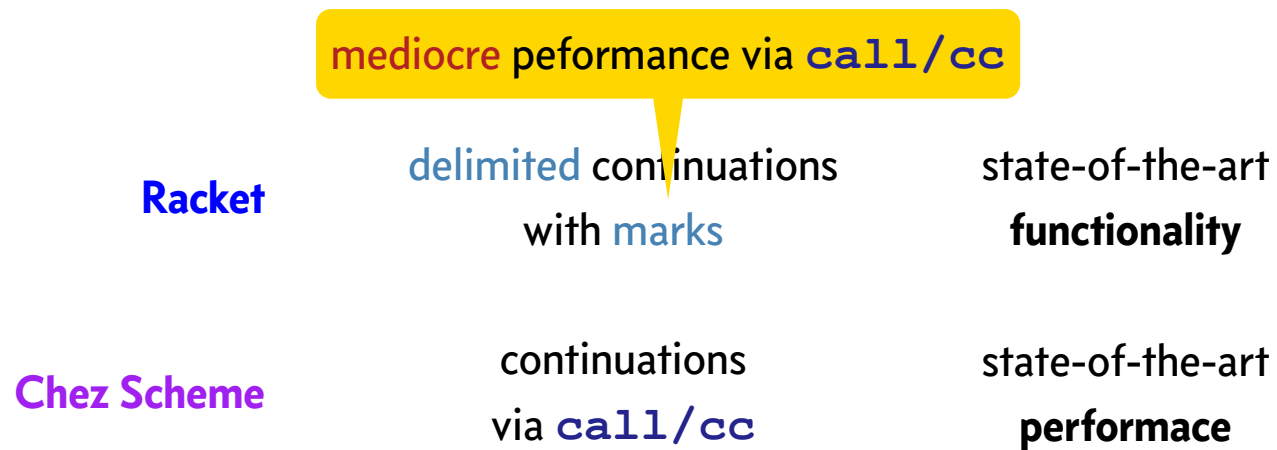 mediocre peformance via call/cc
delimited continuations
with marks
Racket
state-of-the-art
functionality
continuations
via call/cc
Chez Scheme
state-of-the-art
performace